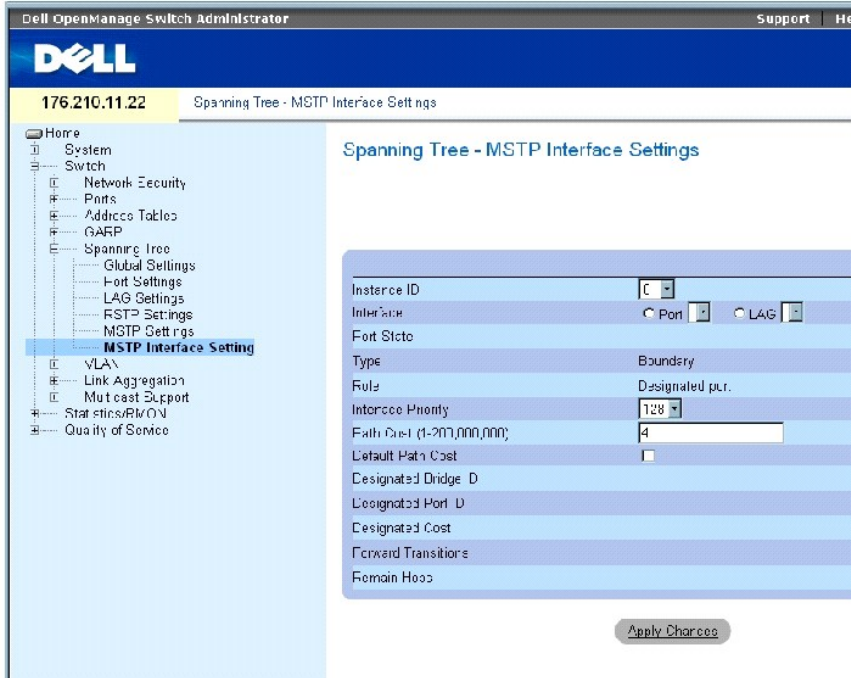 Dell OpenManage Switch Administrator
Support
DELL
176.210.11.22
Spanning Tree - MSTP Interface Settings
Home
System
Switch
Network Security
Ports
Address Tables
GARP
Spanning Tree
Global Settings
Port Settings
LAG Settings
RSTP Settings
MSTP Settings
MSTP Interface Setting
VLAN
Link Aggregation
Multicast Support
Statistics/RMON
Quality of Service
Spanning Tree - MSTP Interface Settings
Instance ID
Interface Port LAG
Port State
Type Boundary
Role Designated port.
Interface Priority 128
Path Cost (1-200,000,000) 4
Default Path Cost
Designated Bridge ID
Designated Port ID
Designated Cost
Forward Transitions
Remain Hops
Apply Changes